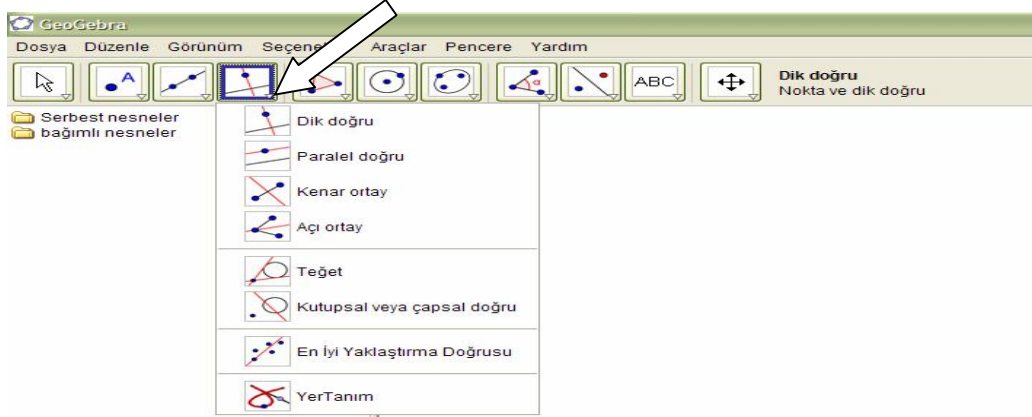 GeoGebra
Dosya Düzenle Görünüm Araçlar Pencere Yardım
A ABC Dik doğru
Nokta ve dik doğru
Serbest nesneler
bağımlı nesneler
Dik doğru
Paralel doğru
Kenar ortay
Açı ortay
Teğet
Kutupsal veya çapsal doğru
En İyi Yaklaştırma Doğrusu
YerTanım